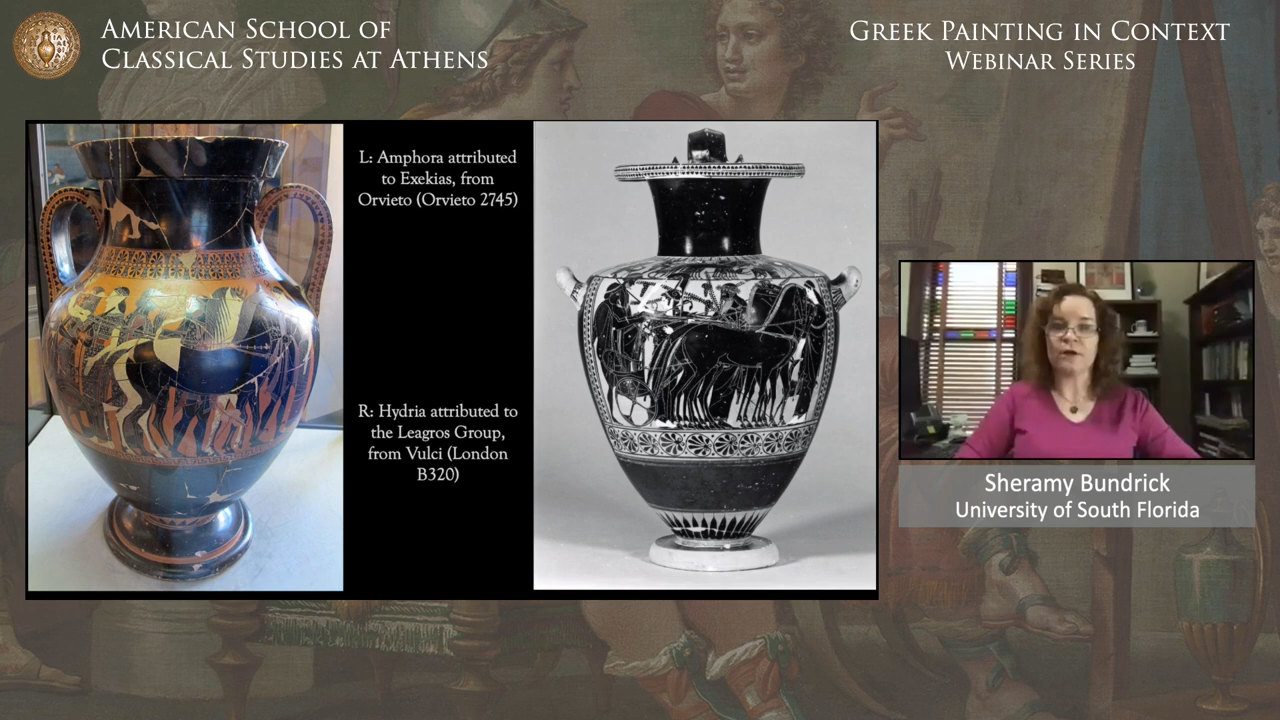 AMERICAN SCHOOL OF
CLASSICAL STUDIES AT ATHENS
GREEK PAINTING IN CONTEXT
WEBINAR SERIES
L: Amphora attributed
to Exekias, from
Orvieto (Orvieto 2745)
R: Hydria attributed to
the Leagros Group,
from Vulci (London
B320)
Sheramy Bundrick
University of South Florida